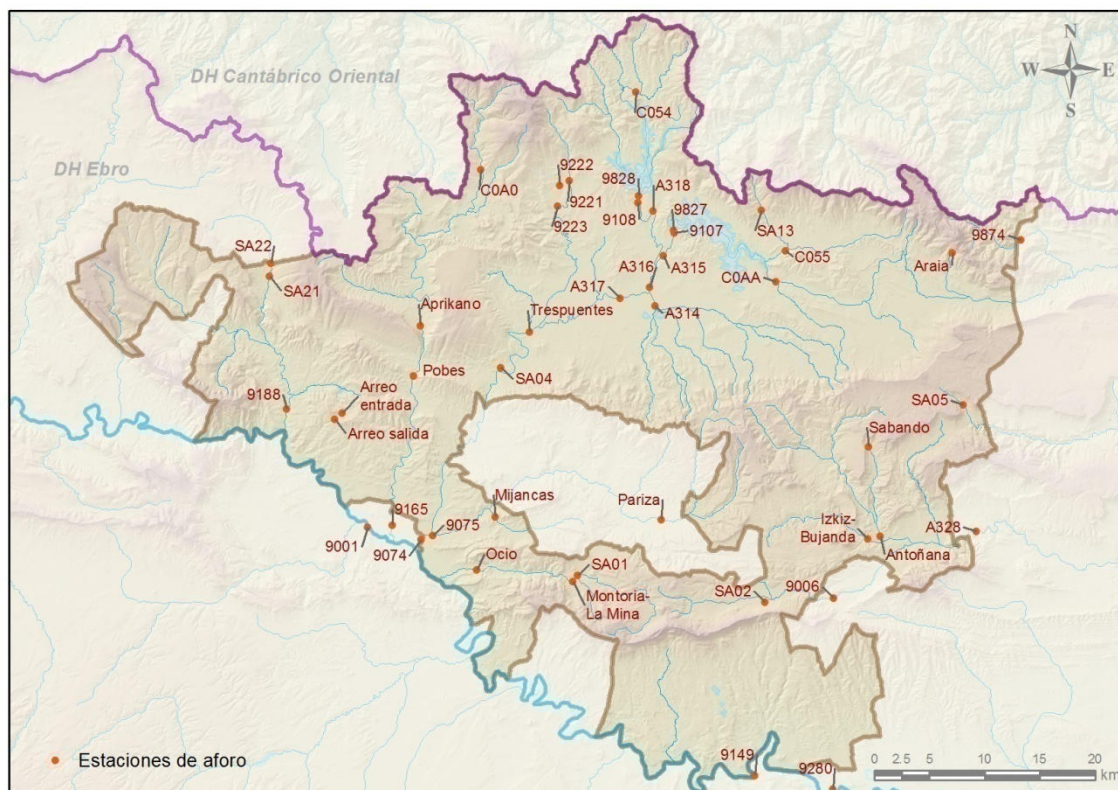 DH Cantábrico Oriental
N
W E
S
C054
DH Ebro
9222
9828
A318
C0A0
9221
9827
9108
9107
9223
SA13
9874
SA22
C055
Araia
A316
A315
SA21
C0AA
A317
Aprikano
Trespuentes
A314
Pobes
SA04
Arreo
entrada
9188
SA05
Arreo salida
Sabando
Mijancas
Pariza
9165
9075
Izkiz-
Bujanda
A328
9001
9074
Antoñana
Ocio
SA01
SA02
9006
Montoria-
La Mina
Estaciones de aforo
9149
9280
0 2.5 5 10 15 20
km